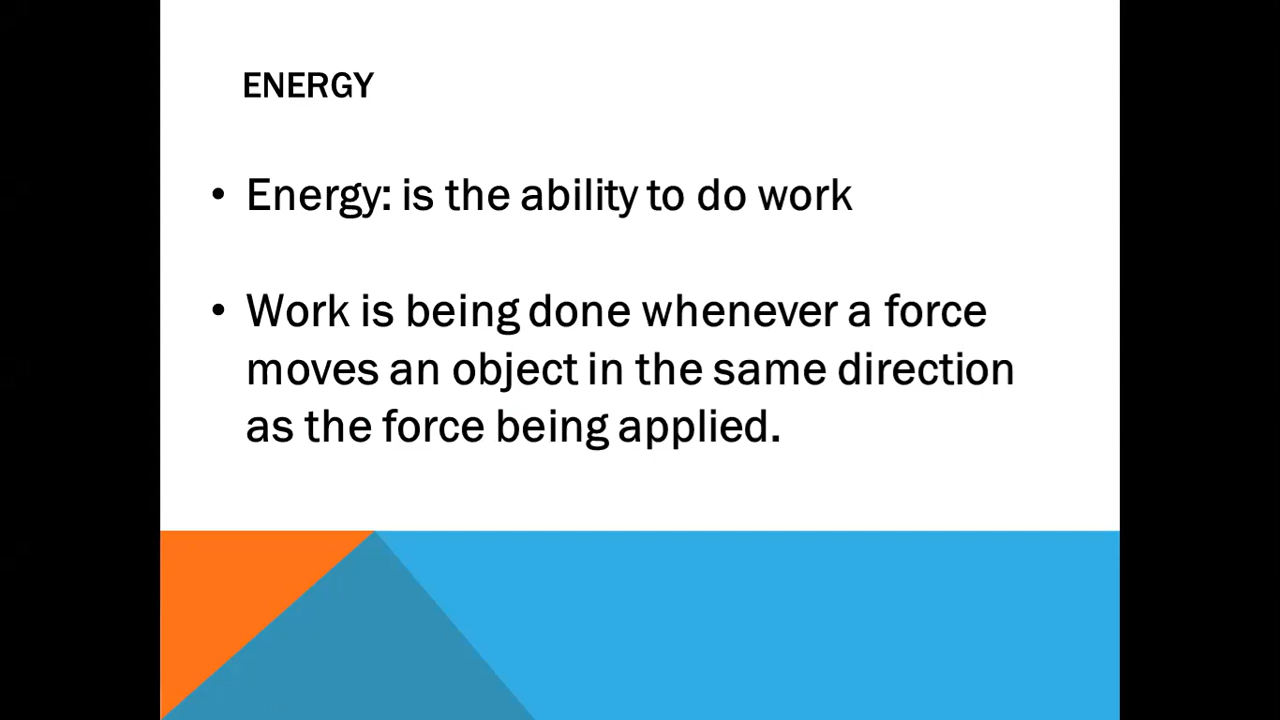 ENERGY
• Energy: is the ability to do work
• Work is being done whenever a force
moves an object in the same direction
as the force being applied.